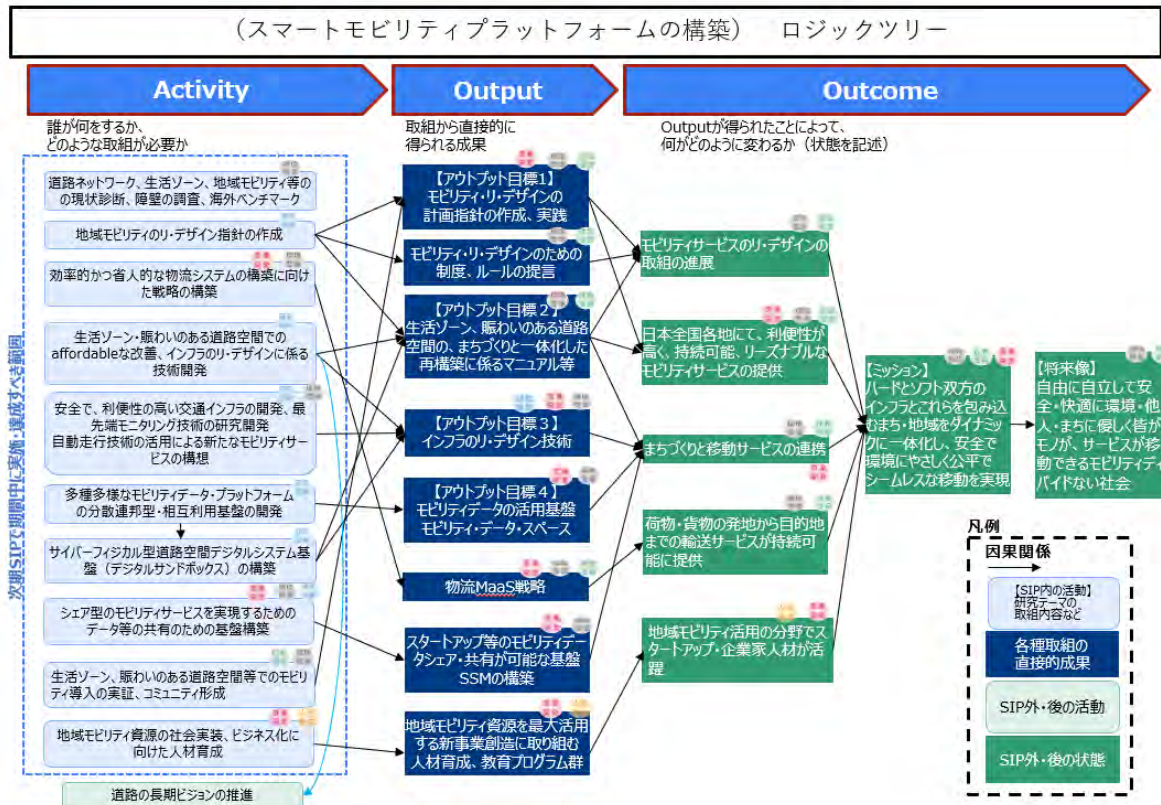 （スマートモビリティプラットフォームの構築）　ロジックツリー
Activity
Output
Outcome
誰が何をするか、
どのような取組が必要か
取組から直接的に
得られる成果
Outputが得られたことによって、
何がどのように変わるか（状態を記述）
次期SIPで期間中に実施・達成すべき範囲
道路ネットワーク、生活ゾーン、地域モビリティ等の
の現状診断、障壁の調査、海外ベンチマーク
地域モビリティのリ・デザイン指針の作成
効率的かつ省人的な物流システムの構築に向け
た戦略の構築
生活ゾーン・賑わいのある道路空間での
affordableな改善、インフラのリ・デザインに係る
技術開発
安全で、利便性の高い交通インフラの開発、最
先端モニタリング技術の研究開発
自動走行技術の活用による新たなモビリティサー
ビスの構想
多種多様なモビリティデータ・プラットフォーム
の分散連邦型・相互利用基盤の開発
サイバーフィジカル型道路空間デジタルシステム基
盤（デジタルサンドボックス）の構築
シェア型のモビリティサービスを実現するための
データ等の共有のための基盤構築
生活ゾーン、賑わいのある道路空間等でのモビリ
ティ導入の実証、コミュニティ形成
地域モビリティ資源の社会実装、ビジネス化に
向けた人材育成
道路の長期ビジョンの推進
【アウトプット目標1】
モビリティ・リ・デザインの
計画指針の作成、実践
モビリティ・リ・デザインのための
制度、ルールの提言
【アウトプット目標２】
生活ゾーン、賑わいのある道路
空間の、まちづくりと一体化した
再構築に係るマニュアル等
【アウトプット目標３】
インフラのリ・デザイン技術
【アウトプット目標４】
モビリティデータの活用基盤
モビリティ・データ・スペース
物流MaaS戦略
スタートアップ等のモビリティデー
タシェア・共有が可能な基盤
SSMの構築
地域モビリティ資源を最大活用
する新事業創造に取り組む
人材育成、教育プログラム群
モビリティサービスのリ・デザインの
取組の進展
日本全国各地にて、利便性が
高く、持続可能、リーズナブルな
モビリティサービスの提供
まちづくりと移動サービスの連携
荷物・貨物の発地から目的地
までの輸送サービスが持続可
能に提供
地域モビリティ活用の分野でス
タートアップ・企業家人材が活
躍
【ミッション】
ハードとソフト双方の
インフラとこれらを包み込
むまち・地域をダイナミッ
クに一体化し、安全で
環境にやさしく公平で
シームレスな移動を実現
【将来像】
自由に自立して安
全・快適に環境・他
人・まちに優しく皆が
モノが、サービスが移
動できるモビリティディ
バイドない社会
凡例
因果関係
【SIP内の活動】
研究テーマの
取組内容など
各種取組の
直接的成果
SIP外・後の活動
SIP外・後の状態